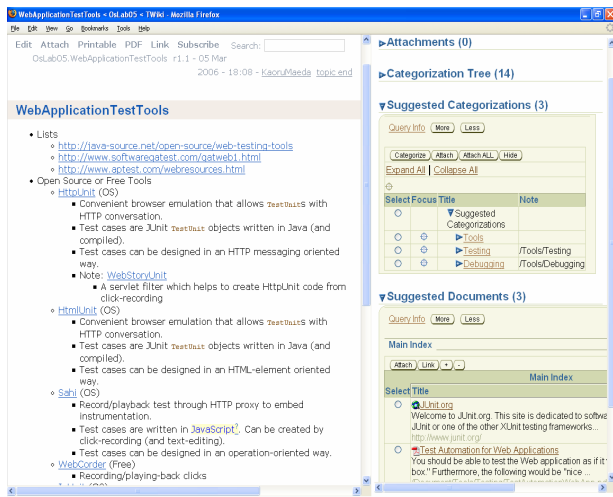 WebApplicationTestTools < OsLab05 < TWiki - Mozilla Firefox
File Edit View Go Bookmarks Tools Help
Edit Attach Printable PDF Link Subscribe Search:
OsLab05.WebApplicationTestTools r1.1 - 05 Mar
2006 - 18:08 - KaoruMaeda topic end
WebApplicationTestTools
Lists
http://java-source.net/open-source/web-testing-tools
http://www.softwareqatest.com/qatweb1.html
http://www.aptest.com/webresources.html
Open Source or Free Tools
HttpUnit (OS)
Convenient browser emulation that allows TestUnits with
HTTP conversation.
Test cases are JUnit TestUnit objects written in Java (and
compiled).
Test cases can be designed in an HTTP messaging oriented
way.
Note: WebStoryUnit
A servlet filter which helps to create HttpUnit code from
click-recording
HtmlUnit (OS)
Convenient browser emulation that allows TestUnits with
HTTP conversation.
Test cases are JUnit TestUnit objects written in Java (and
compiled).
Test cases can be designed in an HTML-element oriented
way.
Sahi (OS)
Record/playback test through HTTP proxy to embed
instrumentation.
Test cases are written in JavaScript?. Can be created by
click-recording (and text-editing).
Test cases can be designed in an operation-oriented way.
WebCorder (Free)
Recording/playing-back clicks
Attachments (0)
Categorization Tree (14)
Suggested Categorizations (3)
Query Info More Less
Categorize Attach Attach ALL Hide
Expand All | Collapse All
Select Focus Title Note
Suggested
Categorizations
Tools
Testing /Tools/Testing
Debugging /Tools/Debugging
Suggested Documents (3)
Query Info More Less
Main Index
Attach Link + -
Main Index
Select Title
JUnit.org
Welcome to JUnit.org. This site is dedicated to softwa
JUnit or one of the other XUnit testing frameworks...
http://www.junit.org/
Test Automation for Web Applications
You should be able to test the Web application as if it
box." Furthermore, the following would be "nice ...